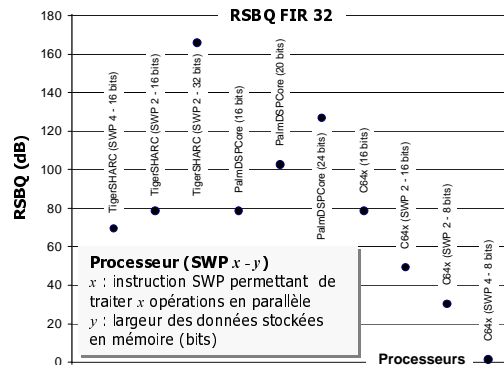 RSBQ FIR 32
RSBQ (dB)
180
160
140
120
100
80
60
40
20
0
TigerSHARC (SWP 4 - 16 bits)
TigerSHARC (SWP 2 - 16 bits)
TigerSHARC (SWP 2 - 32 bits)
PalmDSPCore (16 bits)
PalmDSPCore (20 bits)
PalmDSPCore (24 bits)
C64x (16 bits)
C64x (SWP 2 - 16 bits)
C64x (SWP 2 - 8 bits)
C64x (SWP 4 - 8 bits)
Processeur (SWP x - y)
x : instruction SWP permettant de
traiter x opérations en parallèle
y : largeur des données stockées
en mémoire (bits)
Processeurs